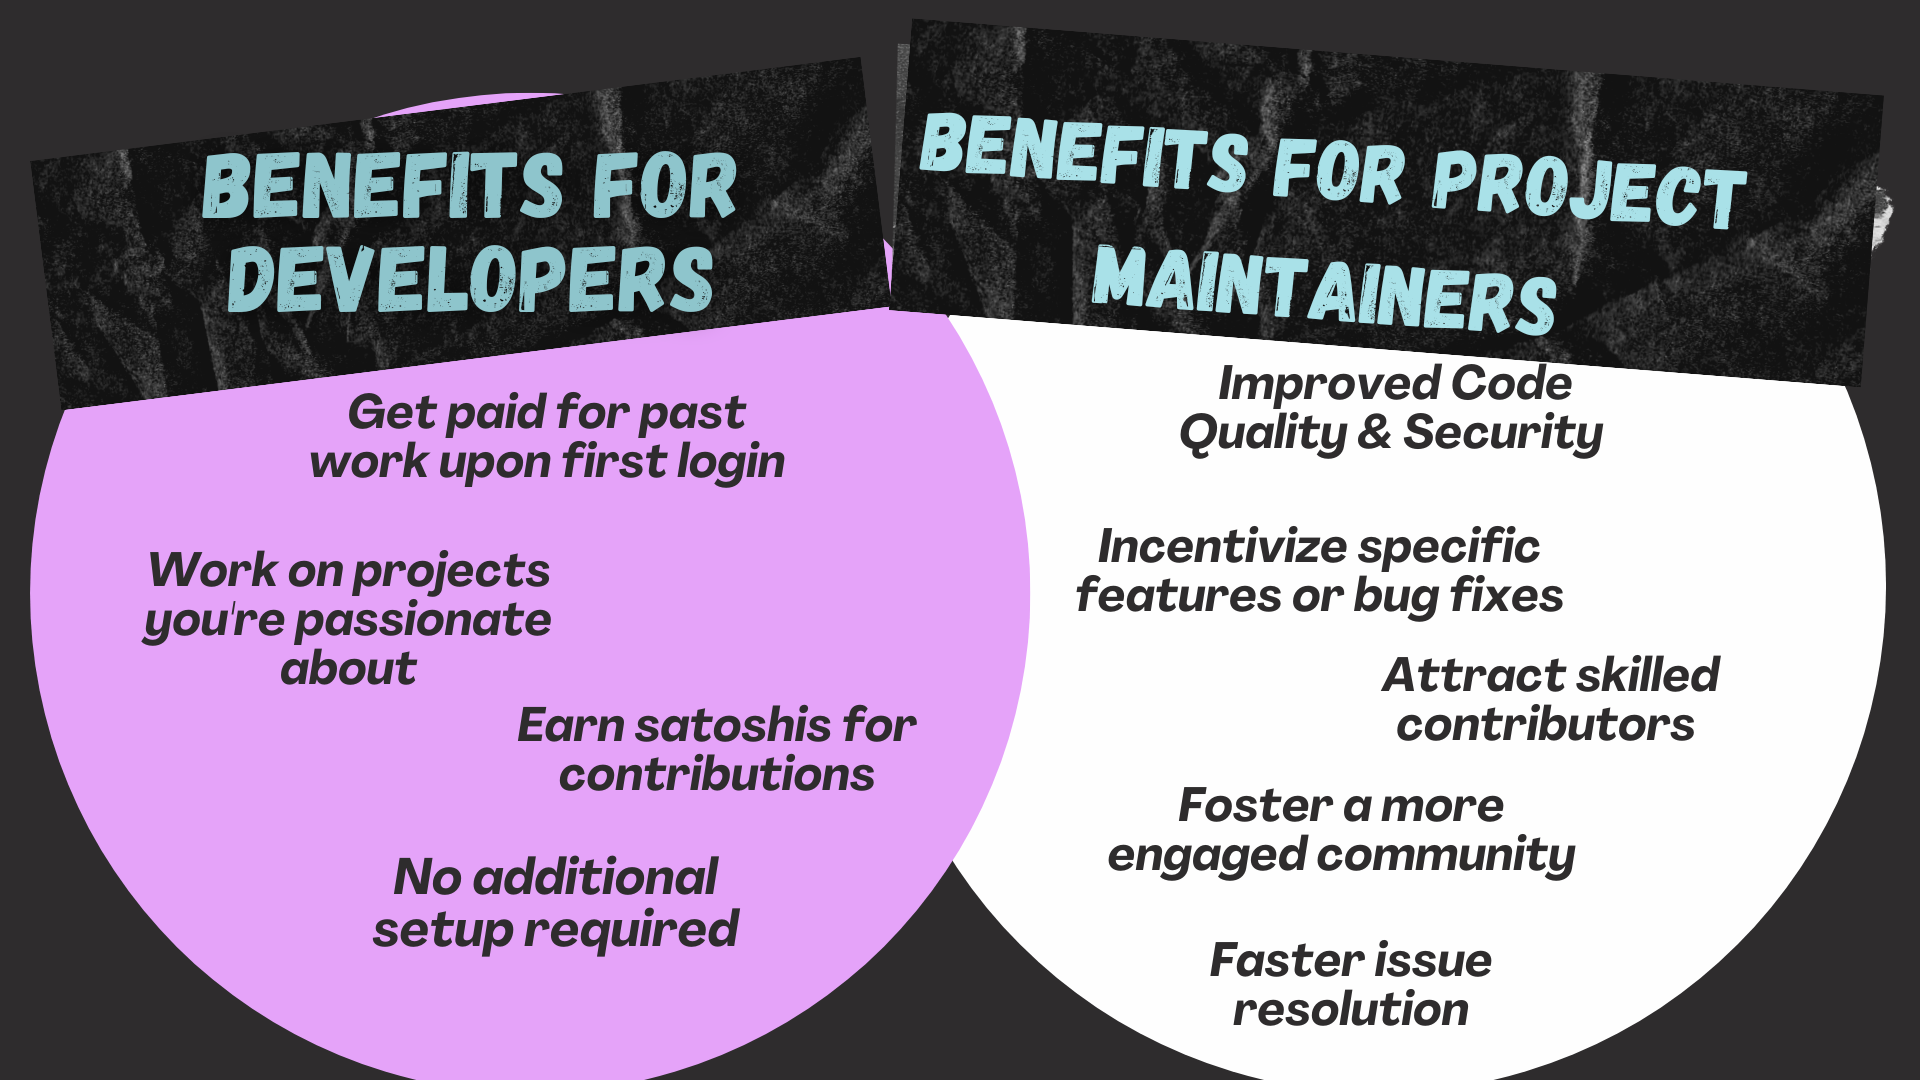 BENEFITS FOR
DEVELOPERS
Get paid for past
work upon first login
Work on projects
you're passionate
about
Earn satoshis for
contributions
No additional
setup required
BENEFITS FOR PROJECT
MAINTAINERS
Improved Code
Quality & Security
Incentivize specific
features or bug fixes
Attract skilled
contributors
Foster a more
engaged community
Faster issue
resolution